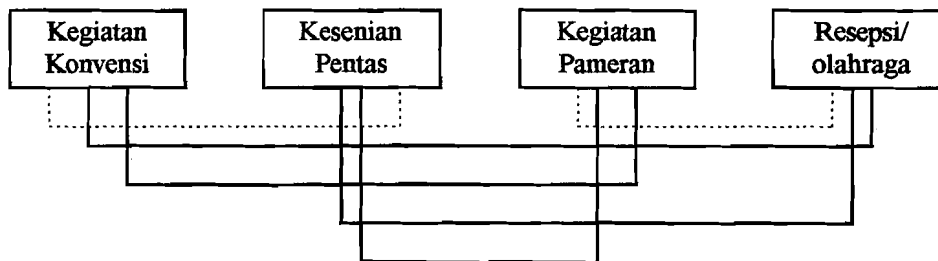 Kegiatan
Konvensi
Kesenian
Pentas
Kegiatan
Pameran
Resepsi/
olahraga